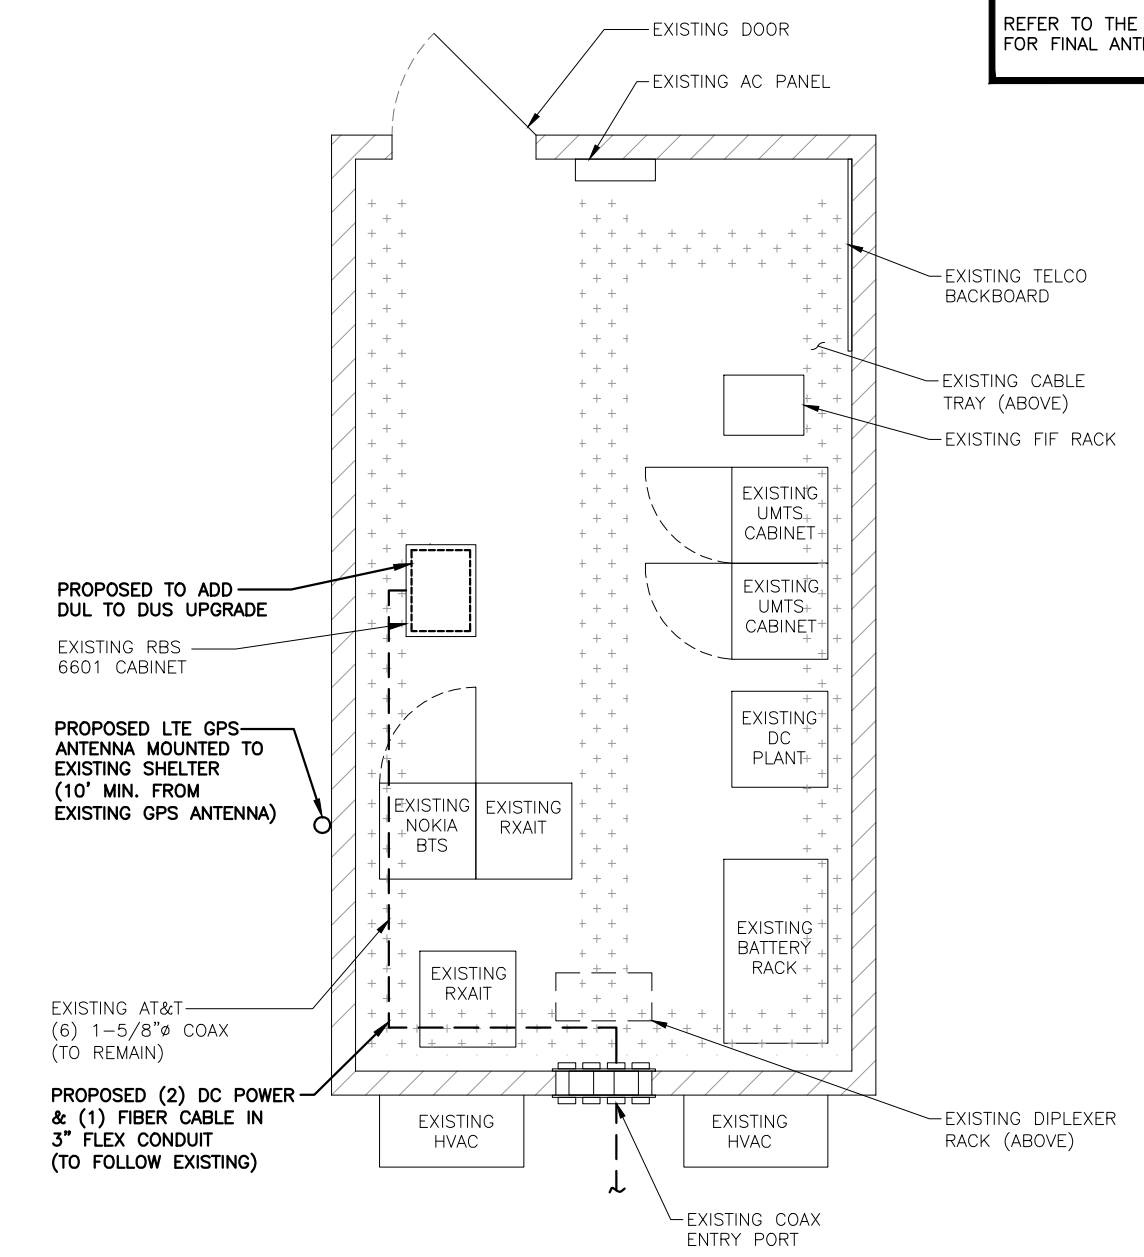 REFER TO THE
FOR FINAL
EXISTING DOOR
EXISTING AC PANEL
EXISTING TELCO
BACKBOARD
EXISTING CABLE
TRAY (ABOVE)
EXISTING FIF RACK
EXISTING
UMTS
CABINET
EXISTING
UMTS
CABINET
PROPOSED TO ADD
DUL TO DUS UPGRADE
EXISTING RBS
6601 CABINET
PROPOSED LTE GPS
ANTENNA MOUNTED TO
EXISTING SHELTER
(10' MIN. FROM
EXISTING GPS ANTENNA)
EXISTING
DC
PLANT
EXISTING
NOKIA
BTS
EXISTING
RXAIT
EXISTING
BATTERY
RACK
EXISTING
RXAIT
EXISTING AT&T
(6) 1-5/8"ø COAX
(TO REMAIN)
PROPOSED (2) DC POWER
& (1) FIBER CABLE IN
3" FLEX CONDUIT
(TO FOLLOW EXISTING)
EXISTING
HVAC
EXISTING
HVAC
EXISTING DIPLEXER
RACK (ABOVE)
EXISTING COAX
ENTRY PORT